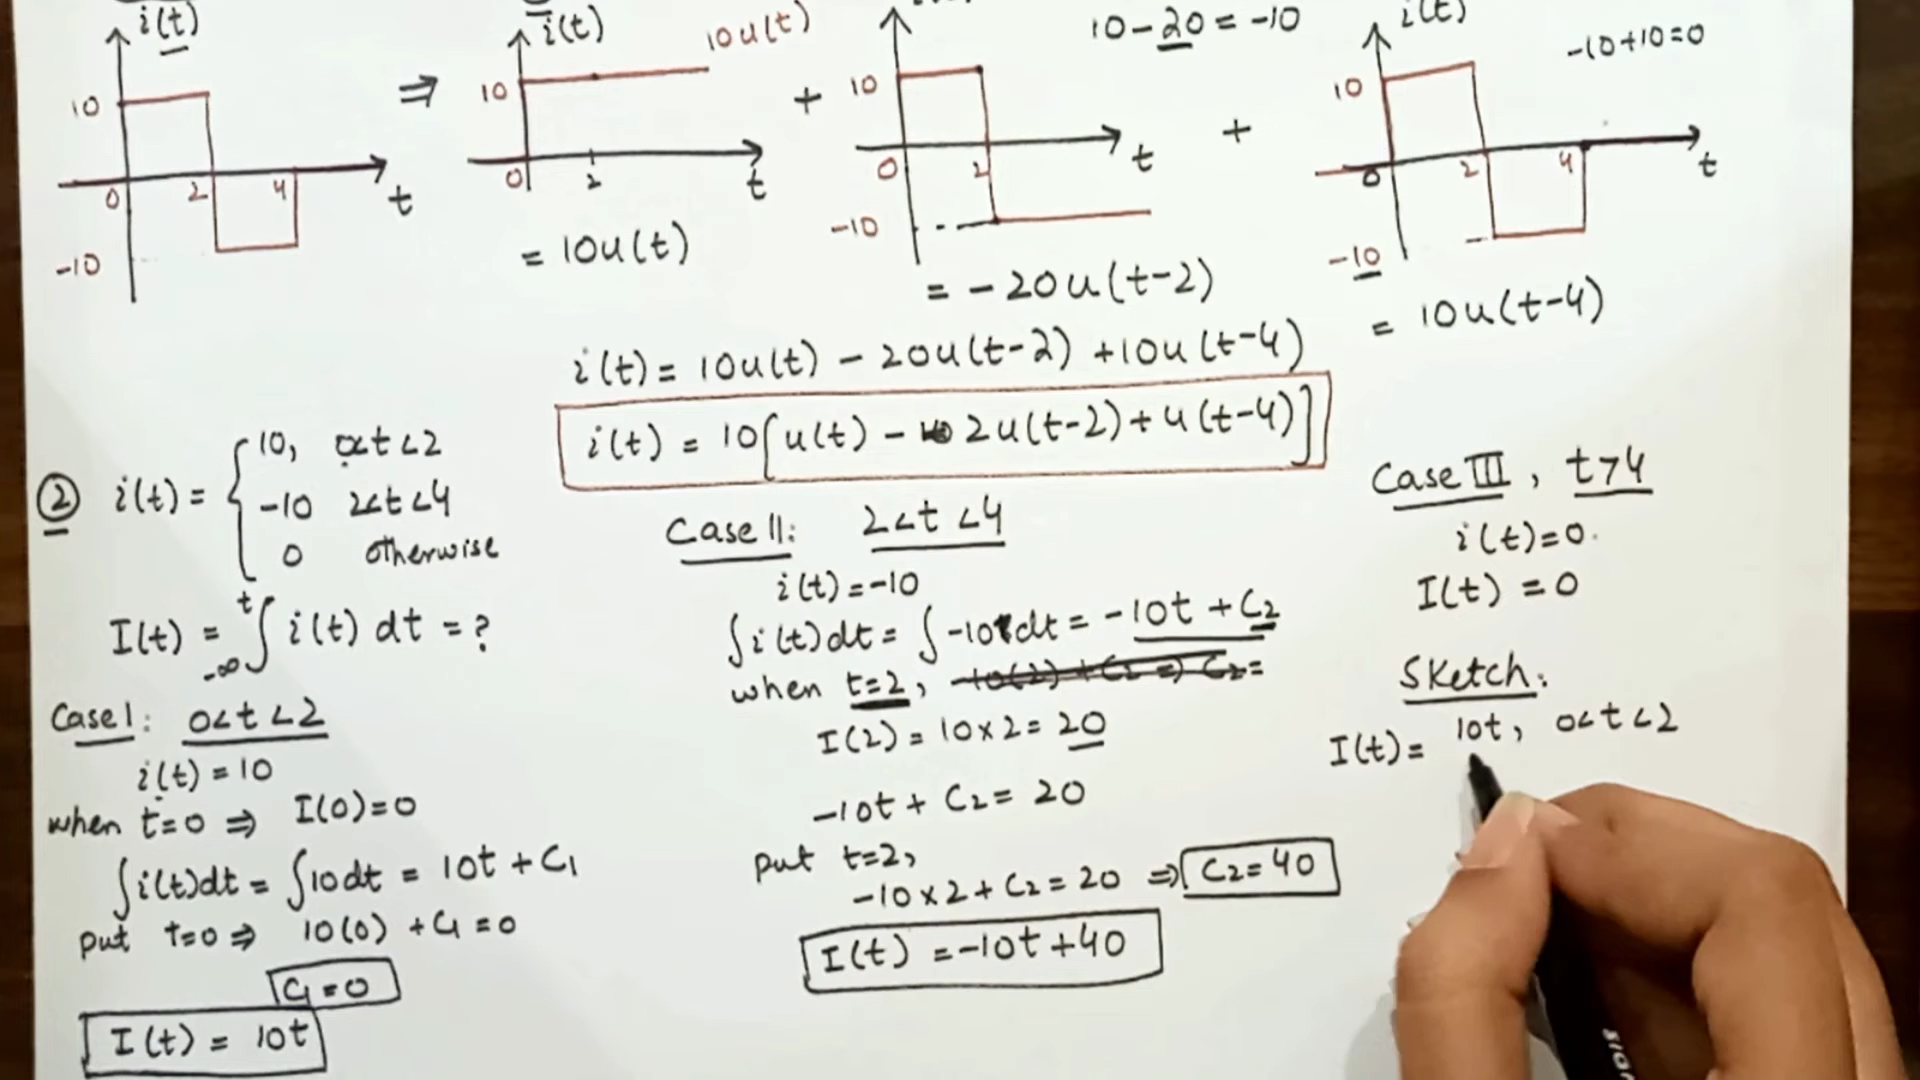 i(t)
i(t)
10u(t)
10-20=-10
i(t)
-10+10=0
10
0
2
4
t
-10
⇒
10
0
2
t
= 10u(t)
+
10
0
2
t
-10
= -20u(t-2)
+
10
0
2
4
t
-10
= 10u(t-4)
i(t) = 10u(t) - 20u(t-2) + 10u(t-4)
i(t) = 10[u(t) - 2u(t-2) + u(t-4)]
② i(t) = { 10, 0<t<2
-10 2<t<4
0 otherwise
I(t) = ∫_{-∞}^{t} i(t) dt = ?
Case I: 0<t<2
i(t) = 10
when t=0 ⇒ I(0)=0
∫i(t)dt = ∫10dt = 10t + C1
put t=0 ⇒ 10(0) + C1 = 0
C1 = 0
I(t) = 10t
Case II: 2<t<4
i(t) = -10
∫i(t)dt = ∫-10dt = -10t + C2
when t=2, -10(2) + C2 ⇒ C2=
I(2) = 10×2 = 20
-10t + C2 = 20
put t=2,
-10×2 + C2 = 20 ⇒ C2 = 40
I(t) = -10t + 40
Case III, t>4
i(t)=0.
I(t) = 0
Sketch:
I(t) = 10t, 0<t<2